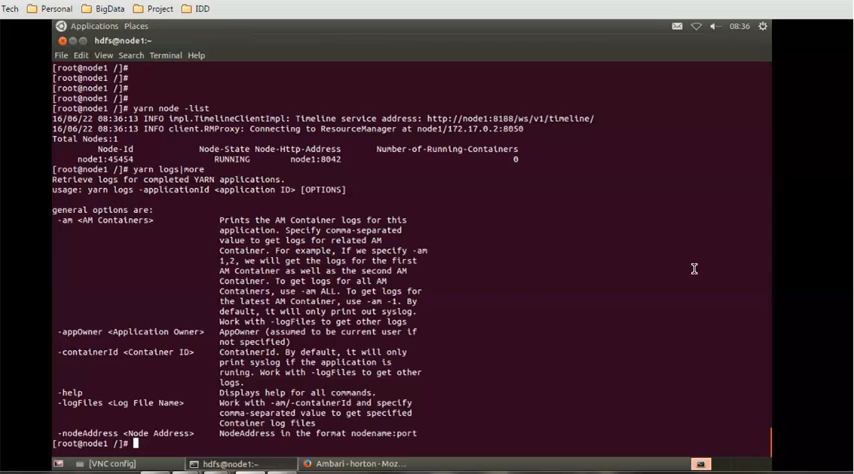 Tech Personal BigData Project IDD
Applications Places 08:36
hdfs@node1:~
File Edit View Search Terminal Help
[root@node1 /]#
[root@node1 /]#
[root@node1 /]#
[root@node1 /]#
[root@node1 /]# yarn node -list
16/06/22 08:36:13 INFO impl.TimelineClientImpl: Timeline service address: http://node1:8188/ws/v1/timeline/
16/06/22 08:36:13 INFO client.RMProxy: Connecting to ResourceManager at node1/172.17.0.2:8050
Total Nodes:1
Node-Id Node-State Node-Http-Address Number-of-Running-Containers
node1:45454 RUNNING node1:8042 0
[root@node1 /]# yarn logs|more
Retrieve logs for completed YARN applications.
usage: yarn logs -applicationId <application ID> [OPTIONS]
general options are:
-am <AM Containers> Prints the AM Container logs for this
application. Specify comma-separated
value to get logs for related AM
Container. For example, If we specify -am
1,2, we will get the logs for the first
AM Container as well as the second AM
Container. To get logs for all AM
Containers, use -am ALL. To get logs for
the latest AM Container, use -am -1. By
default, it will only print out syslog.
Work with -logFiles to get other logs
-appOwner <Application Owner> AppOwner (assumed to be current user if
not specified)
-containerId <Container ID> ContainerId. By default, it will only
print syslog if the application is
runing. Work with -logFiles to get other
logs.
-help Displays help for all commands.
-logFiles <Log File Name> Work with -am/-containerId and specify
comma-separated value to get specified
Container log files
-nodeAddress <Node Address> NodeAddress in the format nodename:port
[root@node1 /]#
[VNC config] hdfs@node1:~ Ambari - horton - Moz...